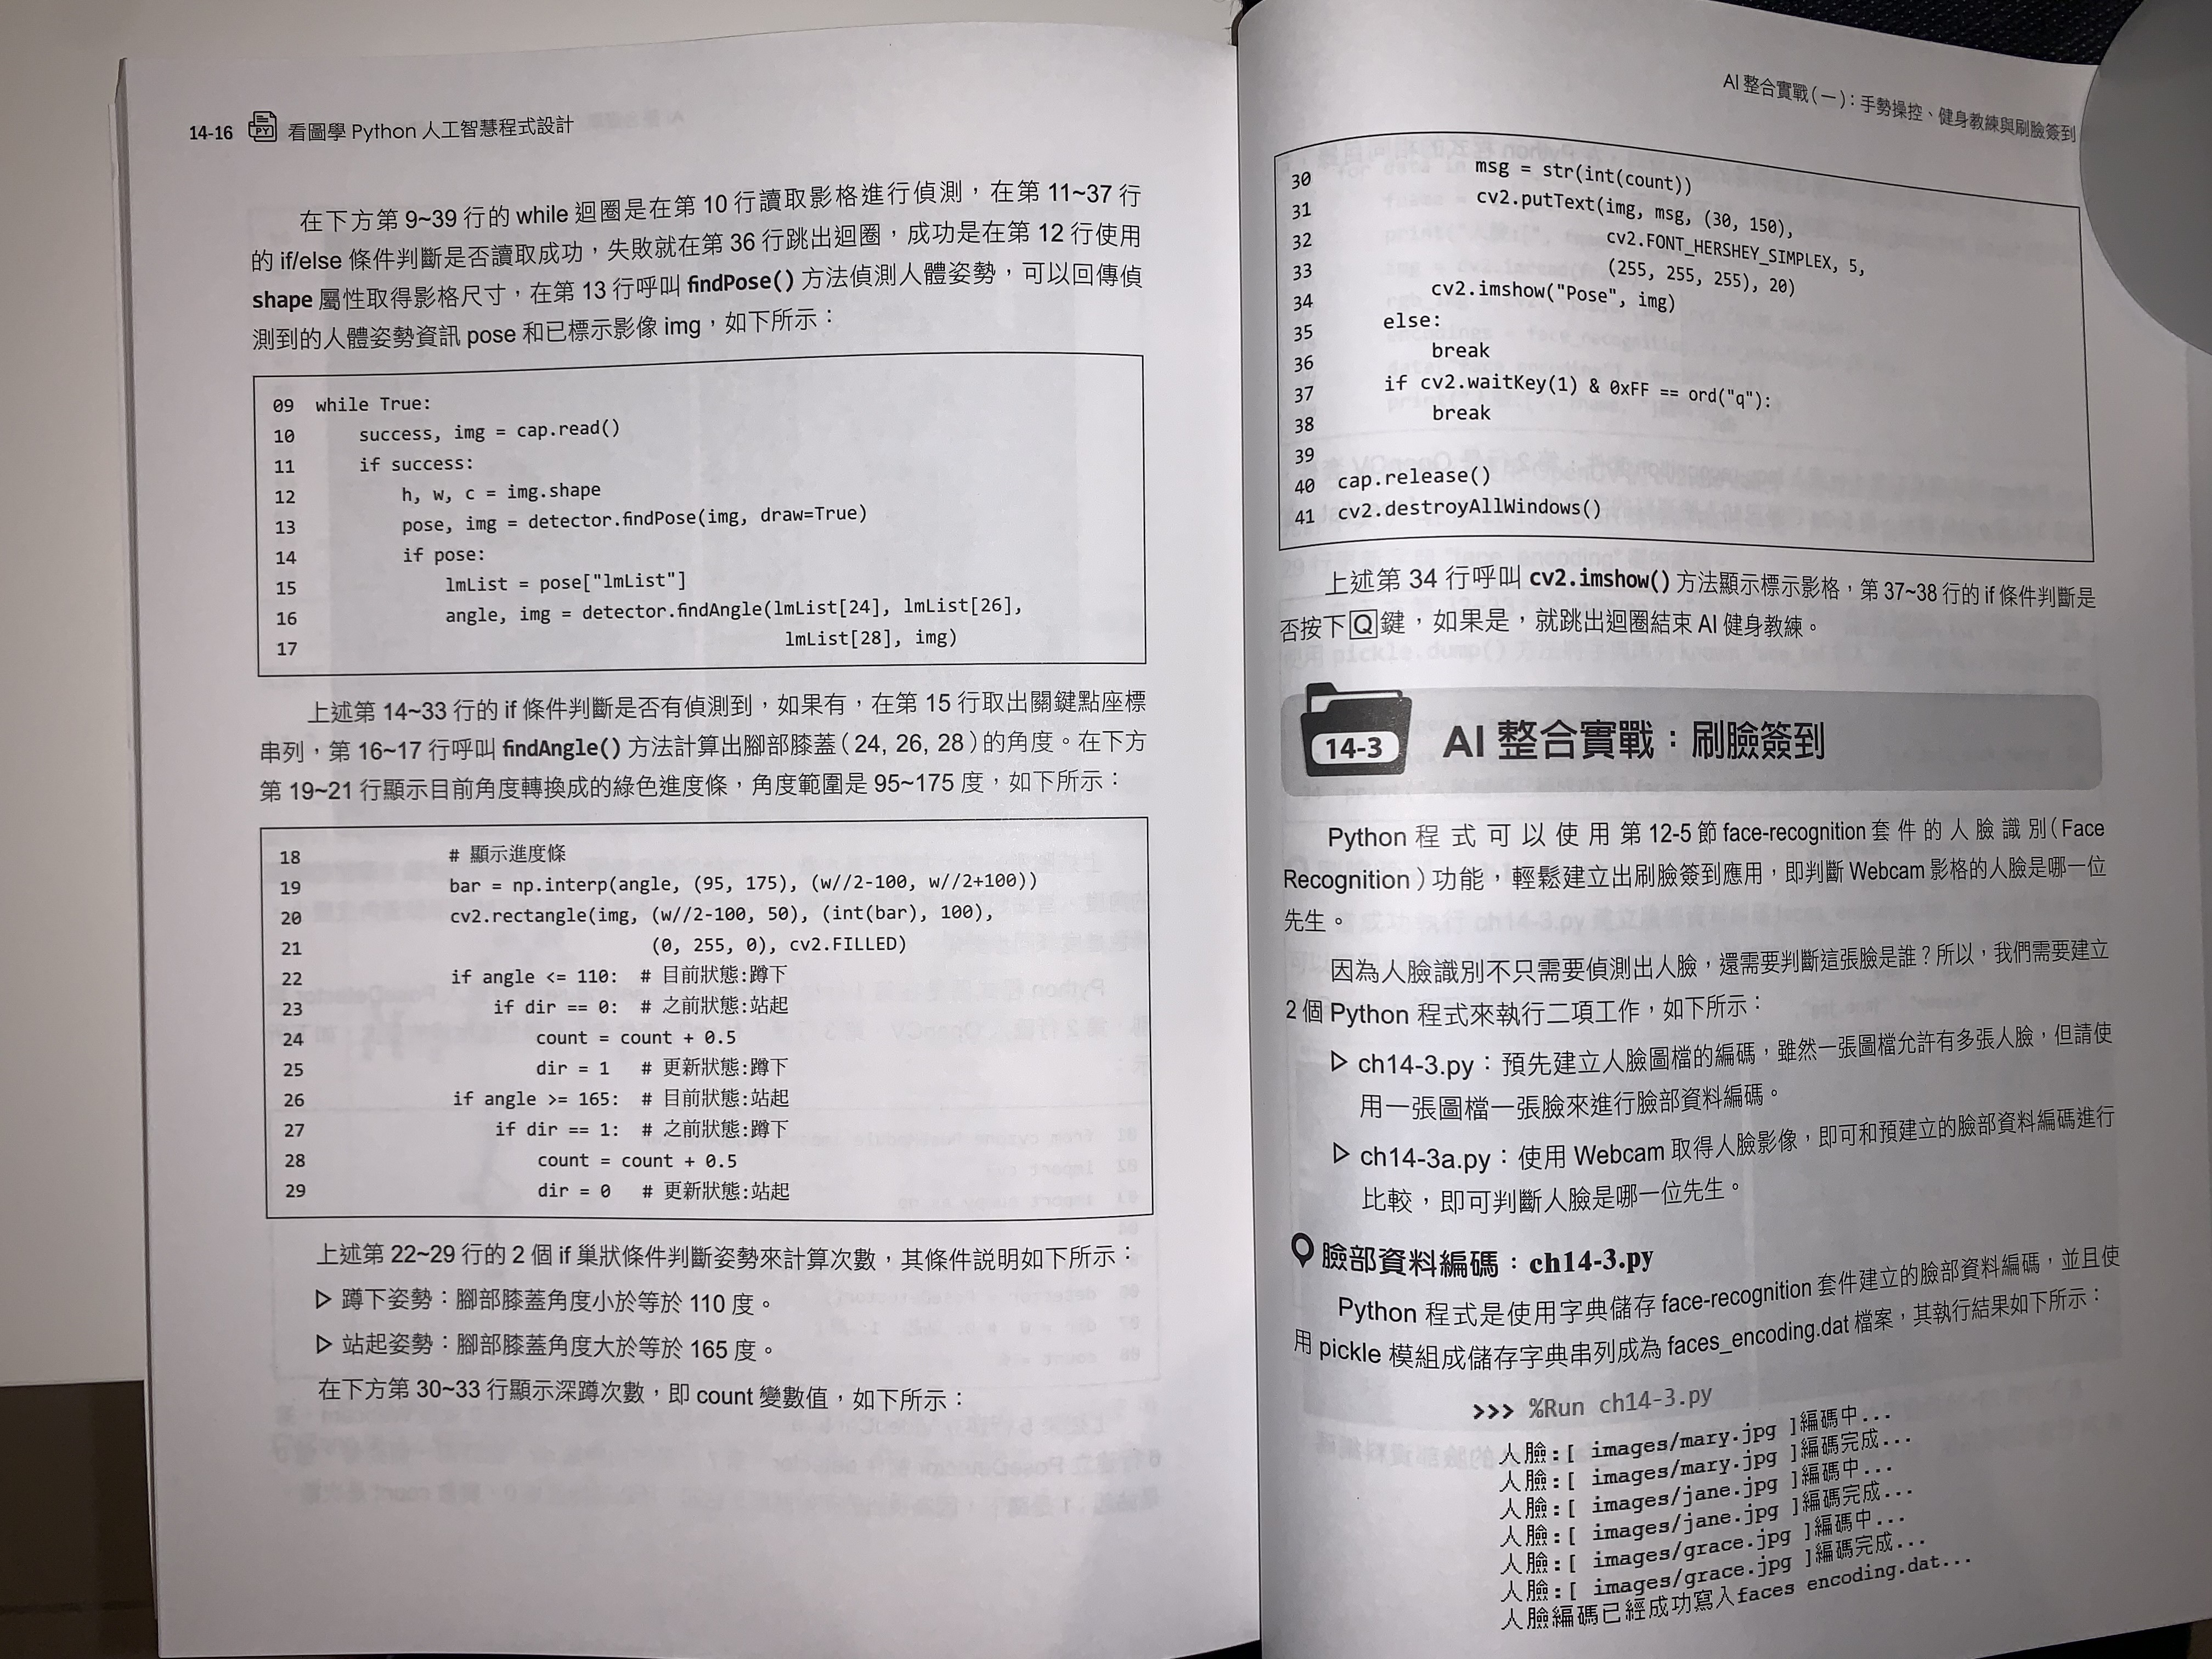 14-16 看圖學 Python 人工智慧程式設計
在下方第 9~39 行的 while 迴圈是在第 10 行讀取影格進行偵測，在第 11~37 行
的 if/else 條件判斷是否讀取成功，失敗就在第 36 行跳出迴圈，成功是在第 12 行使用
shape 屬性取得影格尺寸，在第 13 行呼叫 findPose() 方法偵測人體姿勢，可以回傳偵
測到的人體姿勢資訊 pose 和已標示影像 img，如下所示：
09 while True:
10     success, img = cap.read()
11     if success:
12         h, w, c = img.shape
13         pose, img = detector.findPose(img, draw=True)
14         if pose:
15             lmList = pose["lmList"]
16             angle, img = detector.findAngle(lmList[24], lmList[26],
17                                             lmList[28], img)
上述第 14~33 行的 if 條件判斷是否有偵測到，如果有，在第 15 行取出關鍵點座標
串列，第 16~17 行呼叫 findAngle() 方法計算出腳部膝蓋（24, 26, 28）的角度。在下方
第 19~21 行顯示目前角度轉換成的綠色進度條，角度範圍是 95~175 度，如下所示：
18             # 顯示進度條
19             bar = np.interp(angle, (95, 175), (w//2-100, w//2+100))
20             cv2.rectangle(img, (w//2-100, 50), (int(bar), 100),
21                                (0, 255, 0), cv2.FILLED)
22             if angle <= 110:  # 目前狀態:蹲下
23                 if dir == 0:  # 之前狀態:站起
24                     count = count + 0.5
25                     dir = 1   # 更新狀態:蹲下
26             if angle >= 165:  # 目前狀態:站起
27                 if dir == 1:  # 之前狀態:蹲下
28                     count = count + 0.5
29                     dir = 0   # 更新狀態:站起
上述第 22~29 行的 2 個 if 巢狀條件判斷姿勢來計算次數，其條件說明如下所示：
▷ 蹲下姿勢：腳部膝蓋角度小於等於 110 度。
▷ 站起姿勢：腳部膝蓋角度大於等於 165 度。
在下方第 30~33 行顯示深蹲次數，即 count 變數值，如下所示：
AI 整合實戰(一)：手勢操控、健身教練與刷臉簽到
30             msg = str(int(count))
31             cv2.putText(img, msg, (30, 150),
32                         cv2.FONT_HERSHEY_SIMPLEX, 5,
33                         (255, 255, 255), 20)
34         cv2.imshow("Pose", img)
35     else:
36         break
37     if cv2.waitKey(1) & 0xFF == ord("q"):
38         break
39
40 cap.release()
41 cv2.destroyAllWindows()
上述第 34 行呼叫 cv2.imshow() 方法顯示標示影格，第 37~38 行的 if 條件判斷是
否按下 Q 鍵，如果是，就跳出迴圈結束 AI 健身教練。
14-3 AI 整合實戰：刷臉簽到
Python 程式可以使用第 12-5 節 face-recognition 套件的人臉識別（Face
Recognition）功能，輕鬆建立出刷臉簽到應用，即判斷 Webcam 影格的人臉是哪一位
先生。
因為人臉識別不只需要偵測出人臉，還需要判斷這張臉是誰？所以，我們需要建立
2 個 Python 程式來執行二項工作，如下所示：
▷ ch14-3.py：預先建立人臉圖檔的編碼，雖然一張圖檔允許有多張人臉，但請使
用一張圖檔一張臉來進行臉部資料編碼。
▷ ch14-3a.py：使用 Webcam 取得人臉影像，即可和預建立的臉部資料編碼進行
比較，即可判斷人臉是哪一位先生。
臉部資料編碼：ch14-3.py
Python 程式是使用字典儲存 face-recognition 套件建立的臉部資料編碼，並且使
用 pickle 模組成儲存字典串列成為 faces_encoding.dat 檔案，其執行結果如下所示：
>>> %Run ch14-3.py
人臉:[ images/mary.jpg ]編碼中...
人臉:[ images/mary.jpg ]編碼完成...
人臉:[ images/jane.jpg ]編碼中...
人臉:[ images/jane.jpg ]編碼完成...
人臉:[ images/grace.jpg ]編碼中...
人臉:[ images/grace.jpg ]編碼完成...
人臉編碼已經成功寫入faces encoding.dat...